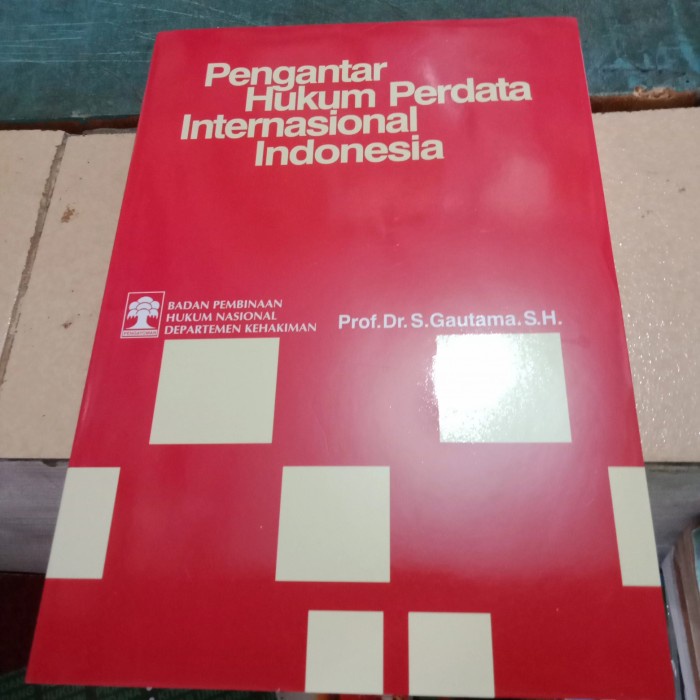 Pengantar
Hukum Perdata
Internasional
Indonesia
BADAN PEMBINAAN
HUKUM NASIONAL
DEPARTEMEN KEHAKIMAN
Prof.Dr.S.Gautama.S.H.